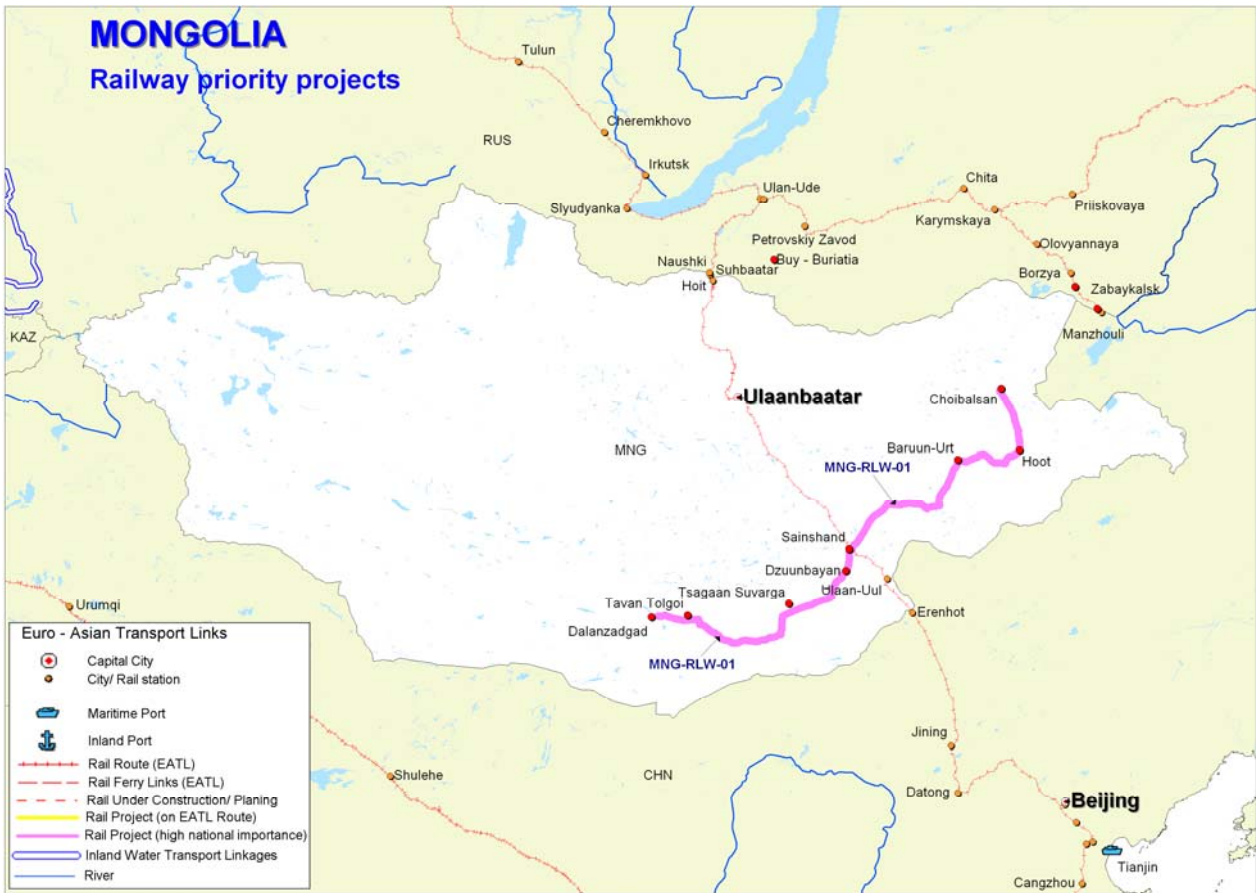 MONGOLIA
Railway priority projects
Tulun
Cheremkhovo
RUS
Irkutsk
Slyudyanka
Ulan-Ude
Chita
Priiskovaya
Karymskaya
Petrovskiy Zavod
Olovyannaya
Buy - Buriatia
Naushki
Suhbaatar
Hoit
Borzya
Zabaykalsk
Manzhouli
KAZ
Ulaanbaatar
Choibalsan
MNG
Baruun-Urt
Hoot
MNG-RLW-01
Sainshand
Dzuunbayan
Ulaan-Uul
Tsagaan Suvarga
Tavan Tolgoi
Dalanzadgad
Erenhot
MNG-RLW-01
Urumqi
Jining
Shulehe
CHN
Datong
Beijing
Tianjin
Cangzhou
Euro - Asian Transport Links
Capital City
City/ Rail station
Maritime Port
Inland Port
Rail Route (EATL)
Rail Ferry Links (EATL)
Rail Under Construction/ Planing
Rail Project (on EATL Route)
Rail Project (high national importance)
Inland Water Transport Linkages
River